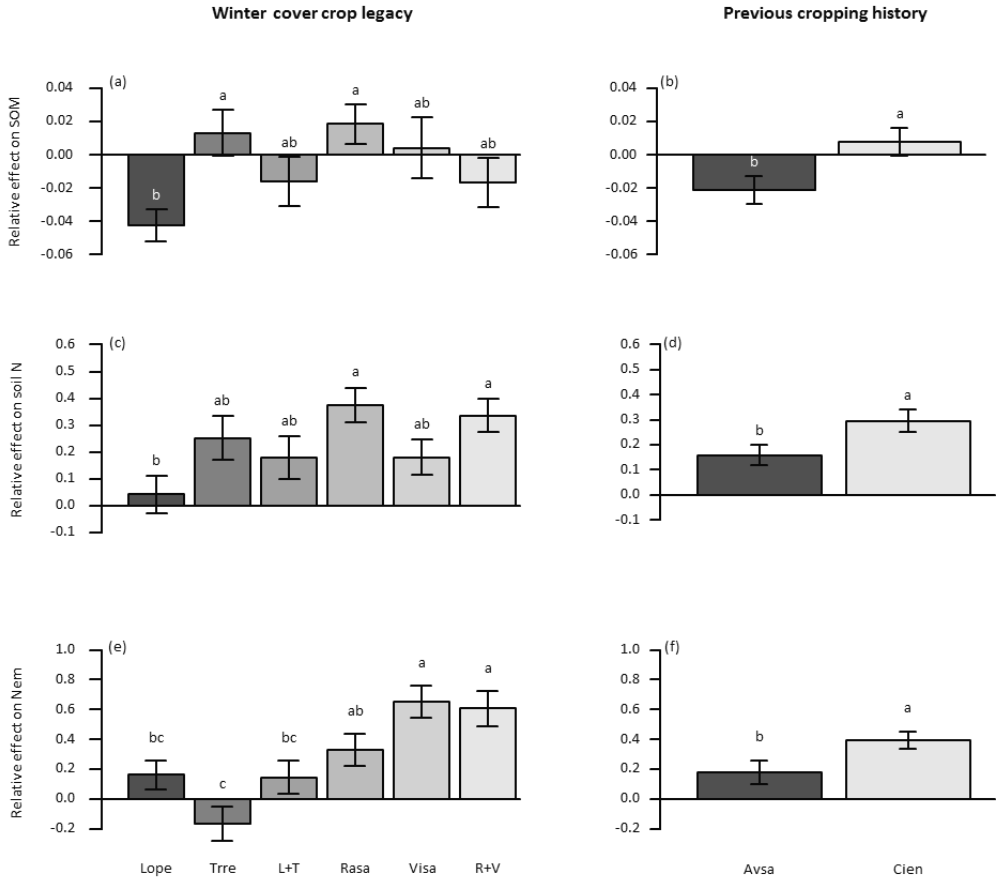 Winter cover crop legacy
Previous cropping history
Relative effect on SOM
(a)
0.04
0.02
0.00
-0.02
-0.04
-0.06
b
a
ab
a
ab
ab
(b)
0.04
0.02
0.00
-0.02
-0.04
-0.06
b
a
Relative effect on soil N
(c)
0.6
0.5
0.4
0.3
0.2
0.1
0.0
-0.1
b
ab
ab
a
ab
a
(d)
0.6
0.5
0.4
0.3
0.2
0.1
0.0
-0.1
b
a
Relative effect on Nem
(e)
1.0
0.8
0.6
0.4
0.2
0.0
-0.2
bc
c
bc
ab
a
a
Lope Trre L+T Rasa Visa R+V
(f)
1.0
0.8
0.6
0.4
0.2
0.0
-0.2
b
a
Avsa Cien